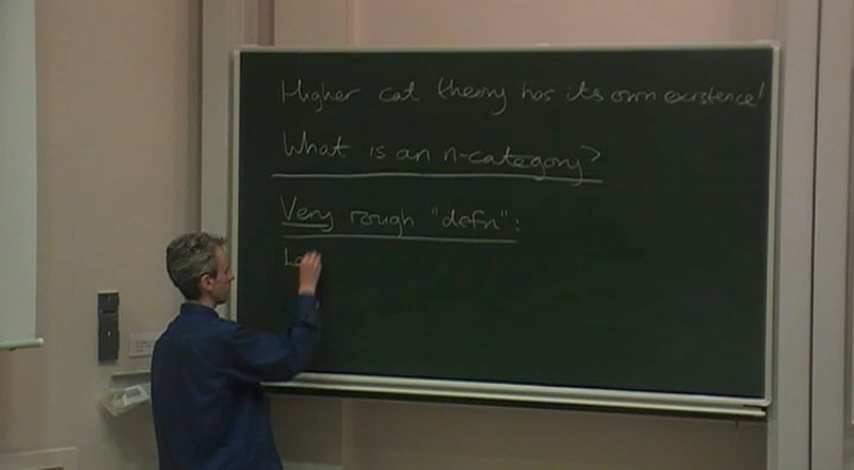 Higher cat theory has its own existence!
What is an n-category?
Very rough "defn":